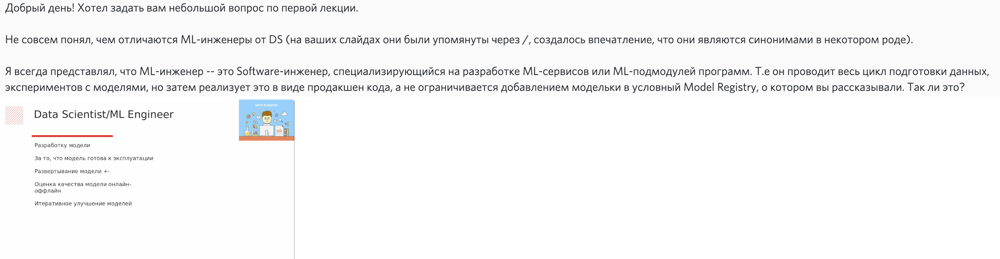 Добрый день! Хотел задать вам небольшой вопрос по первой лекции.
Не совсем понял, чем отличаются ML-инженеры от DS (на ваших слайдах они были упомянуты через /, создалось впечатление, что они являются синонимами в некотором роде).
Я всегда представлял, что ML-инженер -- это Software-инженер, специализирующийся на разработке ML-сервисов или ML-подмодулей программ. Т.е он проводит весь цикл подготовки данных,
экспериментов с моделями, но затем реализует это в виде продакшен кода, а не ограничивается добавлением модельки в условный Model Registry, о котором вы рассказывали. Так ли это?
Data Scientist/ML Engineer
DATA SCIENTIST
Разработку модели
За то, что модель готова к эксплуатации
Развертывание модели +-
Оценка качества модели онлайн-
оффлайн
Итеративное улучшение моделей